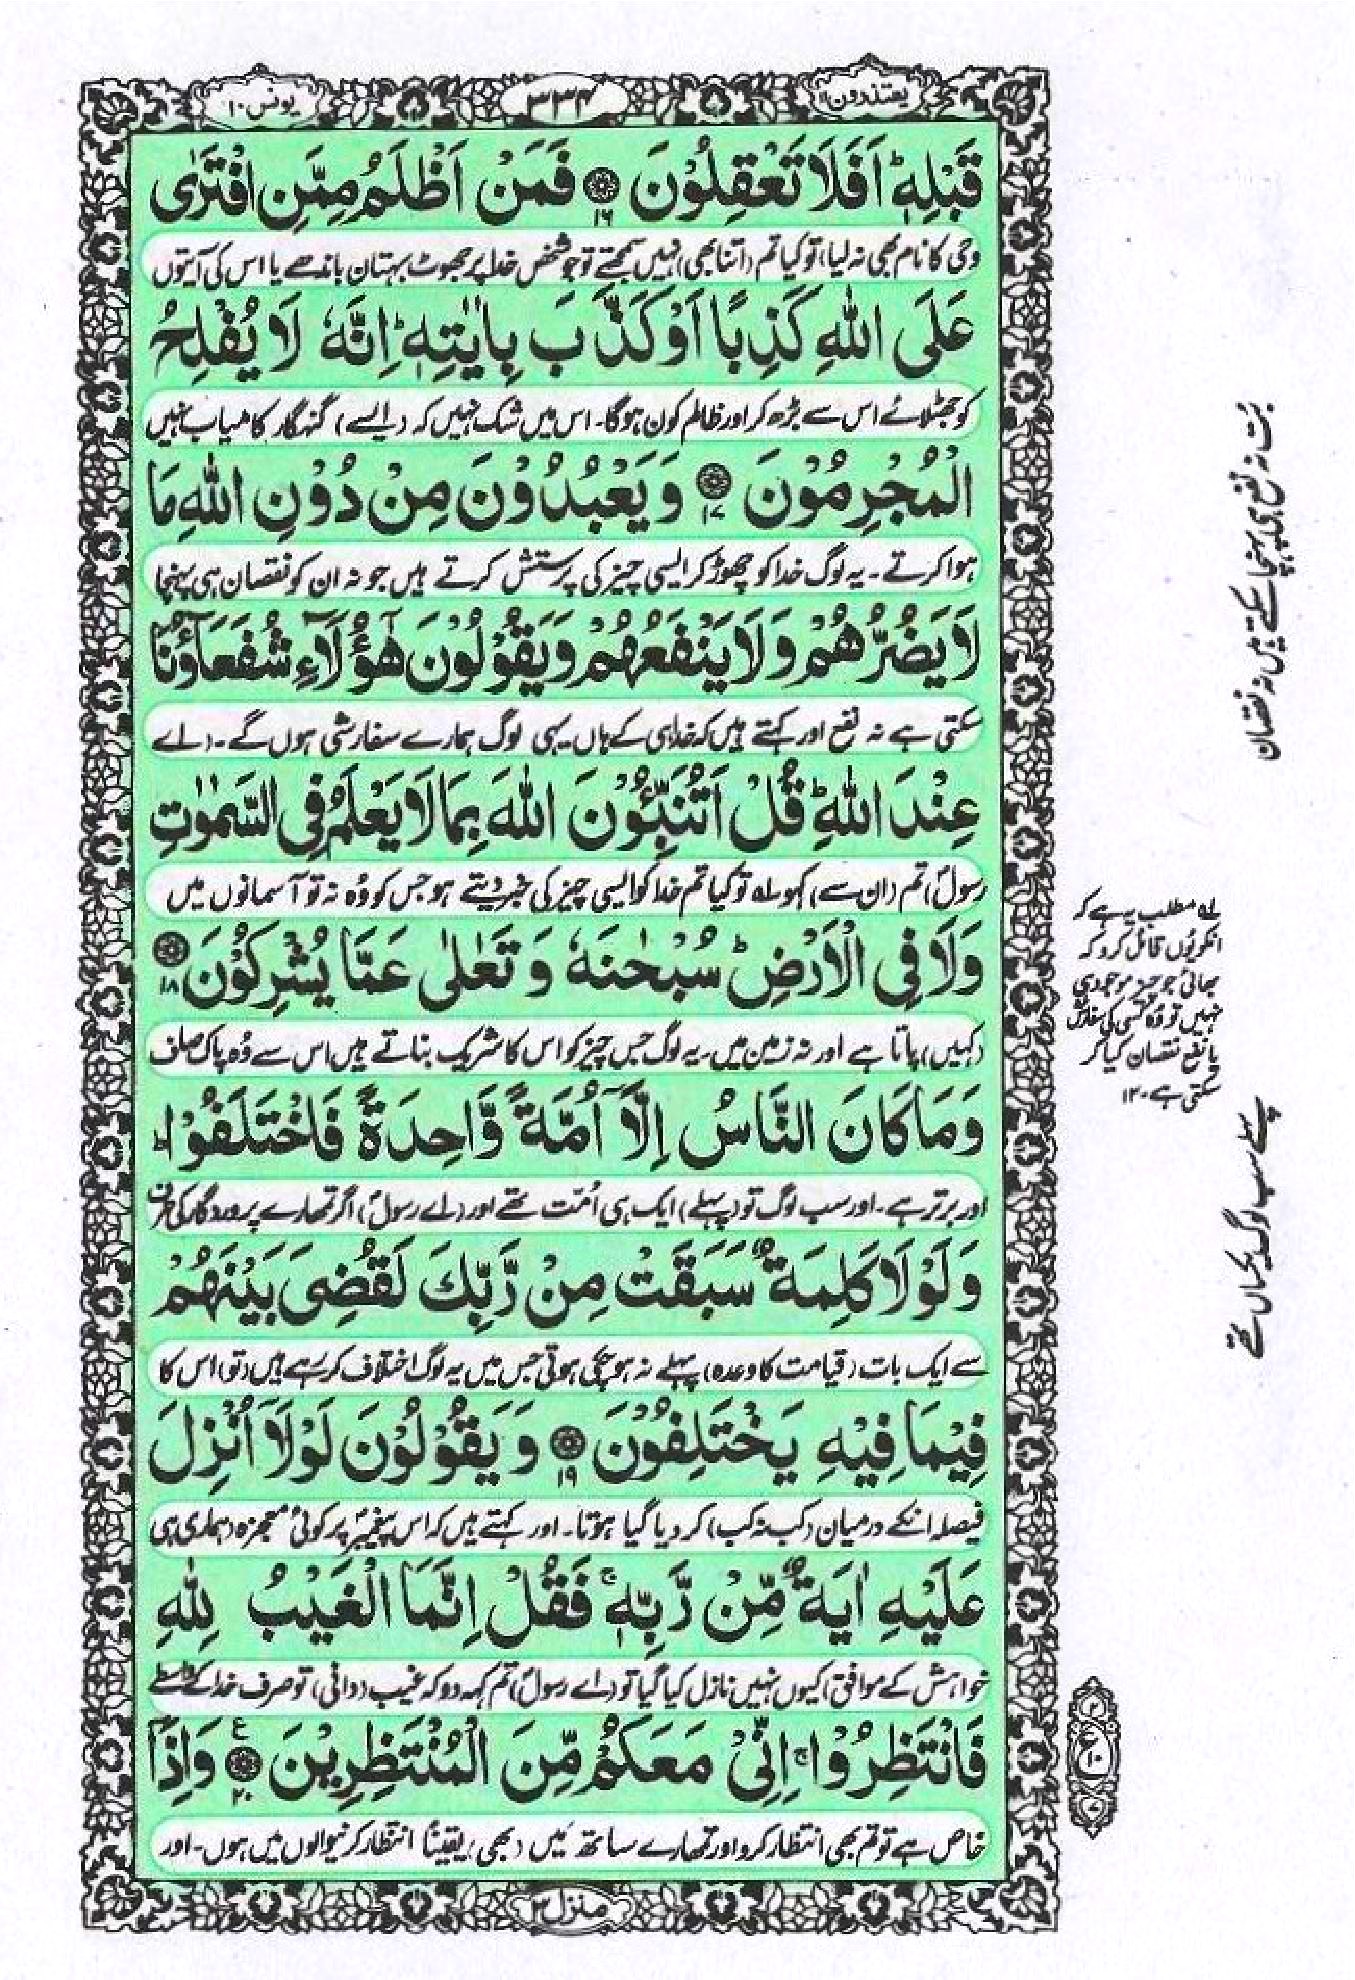 یعتذرون ۱۱
۳۳۴
یونس ۱۰
قَبْلِهٖؕ اَفَلَا تَعْقِلُوْنَ ۱۶ فَمَنْ اَظْلَمُ مِمَّنِ افْتَرٰى
وحی کا نام بھی نہ لیا) تو کیا تم (اتنا بھی) نہیں سمجھتے تو جو شخص خدا پر جھوٹ بہتان باندھے یا اس کی آیتوں
عَلَى اللّٰهِ كَذِبًا اَوْ كَذَّبَ بِاٰيٰتِهٖؕ اِنَّهٗ لَا يُفْلِحُ
کو جھٹلائے اس سے بڑھ کر اور ظالم کون ہوگا۔ اس میں شک نہیں کہ (ایسے) گنہگار کامیاب نہیں
الْمُجْرِمُوْنَ ۱۷ وَيَعْبُدُوْنَ مِنْ دُوْنِ اللّٰهِ مَا
ہوا کرتے۔ یہ لوگ خدا کو چھوڑ کر ایسی چیز کی پرستش کرتے ہیں جو نہ ان کو نقصان ہی پہنچا
لَا يَضُرُّهُمْ وَلَا يَنْفَعُهُمْ وَيَقُوْلُوْنَ هٰٓؤُلَآءِ شُفَعَآؤُنَا
سکتی ہے نہ نفع اور کہتے ہیں کہ خدا ہی کے ہاں یہی لوگ ہمارے سفارشی ہوں گے۔ (اے
عِنْدَ اللّٰهِؕ قُلْ اَتُنَبِّئُوْنَ اللّٰهَ بِمَا لَا يَعْلَمُ فِى السَّمٰوٰتِ
رسولؐ) تم (ان سے) کہو ۱؎ تو کیا تم خدا کو ایسی چیز کی خبر دیتے ہو جس کو وُہ نہ تو آسمانوں میں
وَلَا فِى الْاَرْضِؕ سُبْحٰنَهٗ وَتَعٰلٰى عَمَّا يُشْرِكُوْنَ ۱۸
(کہیں) پاتا ہے اور نہ زمین میں۔ یہ لوگ جس چیز کو اس کا شریک بناتے ہیں اس سے وُہ پاک صاف
وَمَا كَانَ النَّاسُ اِلَّاۤ اُمَّةً وَّاحِدَةً فَاخْتَلَفُوْاؕ
اور برتر ہے۔ اور سب لوگ تو (پہلے) ایک ہی اُمّت تھے اور (اے رسولؐ) اگر تمھارے پروردگار کی طرف
وَلَوْلَا كَلِمَةٌ سَبَقَتْ مِنْ رَّبِّكَ لَقُضِىَ بَيْنَهُمْ
سے ایک بات (قیامت کا وعدہ) پہلے نہ ہو چکی ہوتی جس میں یہ لوگ اختلاف کر رہے ہیں (تو) اس کا
فِيْمَا فِيْهِ يَخْتَلِفُوْنَ ۱۹ وَيَقُوْلُوْنَ لَوْلَاۤ اُنْزِلَ
فیصلہ انکے درمیان (کب نہ کب) کر دیا گیا ہوتا۔ اور کہتے ہیں کہ اس پیغمبرؐ پر کوئی معجزہ (ہماری ہی
عَلَيْهِ اٰيَةٌ مِّنْ رَّبِّهٖۚ فَقُلْ اِنَّمَا الْغَيْبُ لِلّٰهِ
خواہش کے موافق) کیوں نہیں نازل کیا گیا تو (اے رسولؐ) تم کہہ دو کہ غیب (دانی) تو صرف خدا کے واسطے
فَانْتَظِرُوْاۚ اِنِّىْ مَعَكُمْ مِّنَ الْمُنْتَظِرِيْنَ ۲۰ وَاِذَاۤ
خاص ہے تو تم بھی انتظار کرو اور تمھارے ساتھ میں (بھی) یقیناً انتظار کرنیوالوں میں ہوں۔ اور
منزل ۳
بُت نہ نفع ہی پہنچا سکتے ہیں نہ نقصان
۱؎ مطلب یہ ہے کہ
انکو یُوں قائل کرو کہ
بھائی جو چیز موجود ہی
نہیں تو وُہ کسی کی سفارش
یا نفع نقصان کیا کر
سکتی ہے۔ ۱۲
پہلے سب لوگ یکساں تھے
۲
ع
۱۰
۷